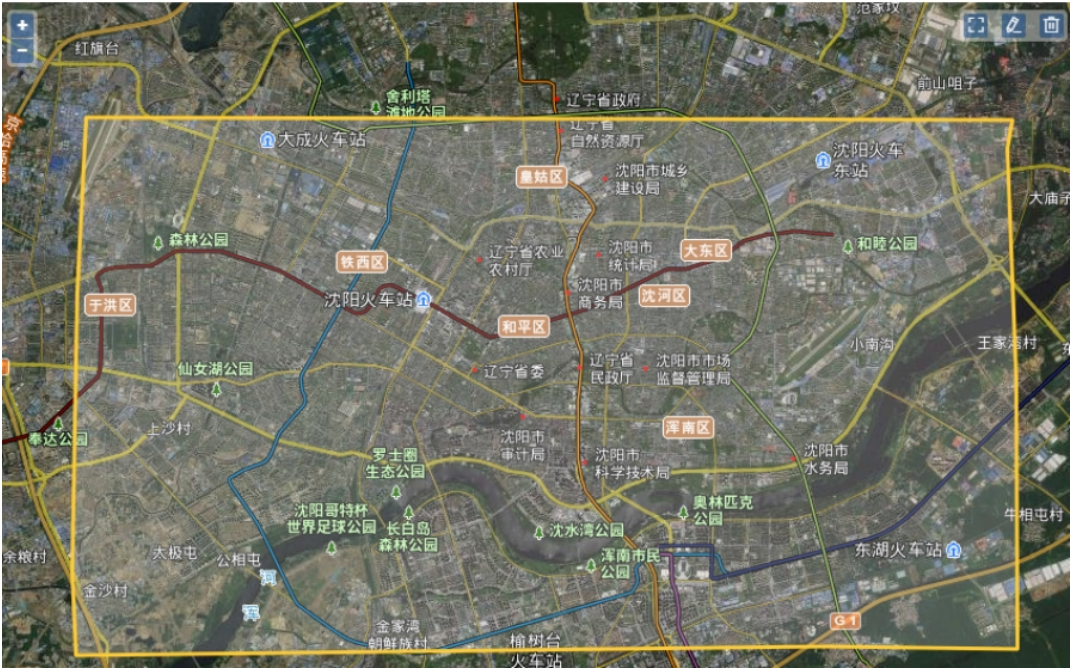 +
−
范家坟
红旗台
前山咀子
舍利塔
湿地公园
辽宁省政府
辽宁省
自然资源厅
大成火车站
沈阳火车
东站
沈阳市城乡
建设局
皇姑区
大庙子
森林公园
辽宁省农业
农村厅
沈阳市
统计局
大东区
和睦公园
铁西区
沈阳火车站
沈阳市
商务局
沈河区
于洪区
和平区
小南沟
王家湾村
仙女湖公园
辽宁省委
辽宁省
民政厅
沈阳市市场
监督管理局
奉达公园
上沙村
浑南区
沈阳市
审计局
罗士圈
生态公园
沈阳市
科学技术局
沈阳市
水务局
沈阳哥特杯
世界足球公园
长白岛
森林公园
沈水湾公园
奥林匹克
公园
牛相屯村
余粮村
太极屯
公相屯
浑南市民
公园
东湖火车站
金沙村
河
浑
金家湾
朝鲜族村
榆树台
火车站
G1